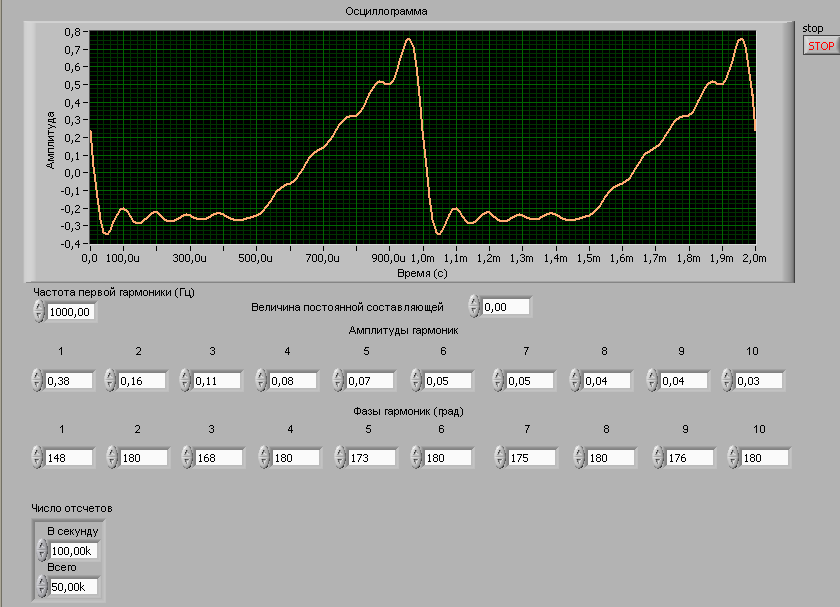 Осциллограмма
stop
STOP
Амплитуда
0,8
0,7
0,6
0,5
0,4
0,3
0,2
0,1
0,0
-0,1
-0,2
-0,3
-0,4
0,0 100,0u 300,0u 500,0u 700,0u 900,0u 1,0m 1,1m 1,2m 1,3m 1,4m 1,5m 1,6m 1,7m 1,8m 1,9m 2,0m
Время (с)
Частота первой гармоники (Гц)
1000,00
Величина постоянной составляющей
0,00
Амплитуды гармоник
1 2 3 4 5 6 7 8 9 10
0,38 0,16 0,11 0,08 0,07 0,05 0,05 0,04 0,04 0,03
Фазы гармоник (град)
1 2 3 4 5 6 7 8 9 10
148 180 168 180 173 180 175 180 176 180
Число отсчетов
В секунду
100,00k
Всего
50,00k